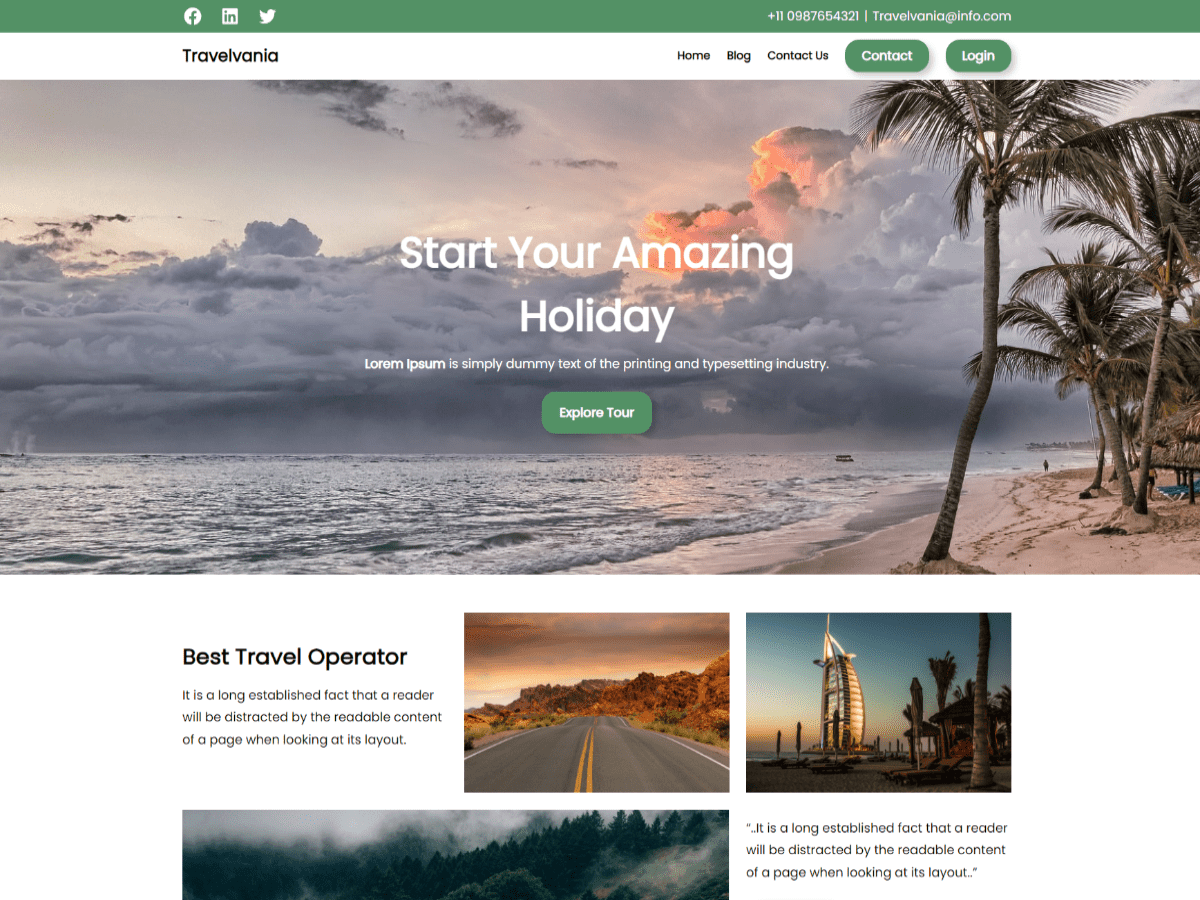 +11 0987654321 | Travelvania@info.com
Travelvania
Home Blog Contact Us Contact Login
Start Your Amazing
Holiday
Lorem Ipsum is simply dummy text of the printing and typesetting industry.
Explore Tour
Best Travel Operator
It is a long established fact that a reader
will be distracted by the readable content
of a page when looking at its layout.
“..It is a long established fact that a reader
will be distracted by the readable content
of a page when looking at its layout..”